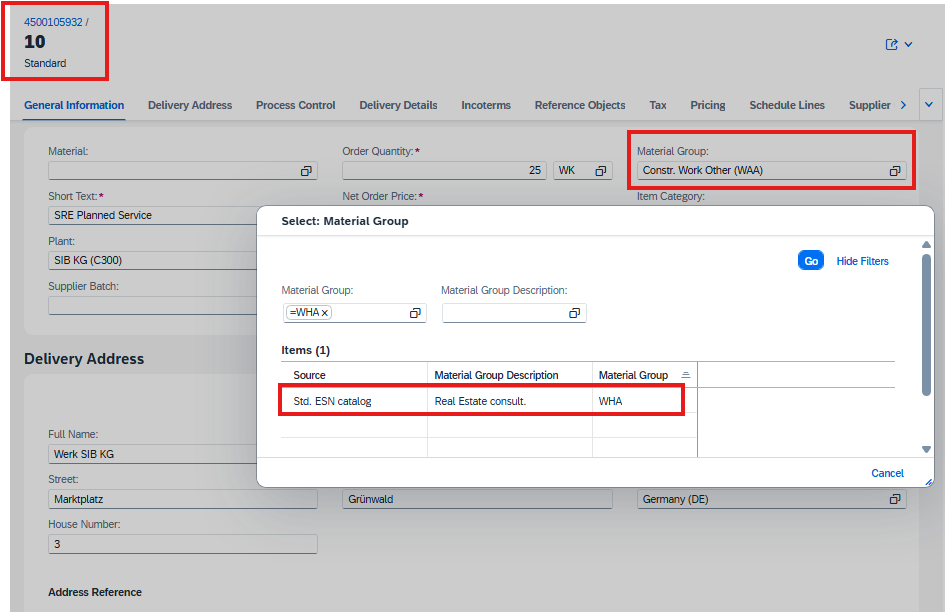 4500105932 /
10
Standard
General Information Delivery Address Process Control Delivery Details Incoterms Reference Objects Tax Pricing Schedule Lines Supplier
Material: Order Quantity:* Material Group:
25 WK Constr. Work Other (WAA)
Short Text:* Net Order Price:* Item Category:
SRE Planned Service
Plant:
SIB KG (C300)
Supplier Batch:
Select: Material Group
Go Hide Filters
Material Group: Material Group Description:
=WHA x
Items (1)
Source Material Group Description Material Group
Std. ESN catalog Real Estate consult. WHA
Cancel
Delivery Address
Full Name:
Werk SIB KG
Street:
Marktplatz Grünwald Germany (DE)
House Number:
3
Address Reference